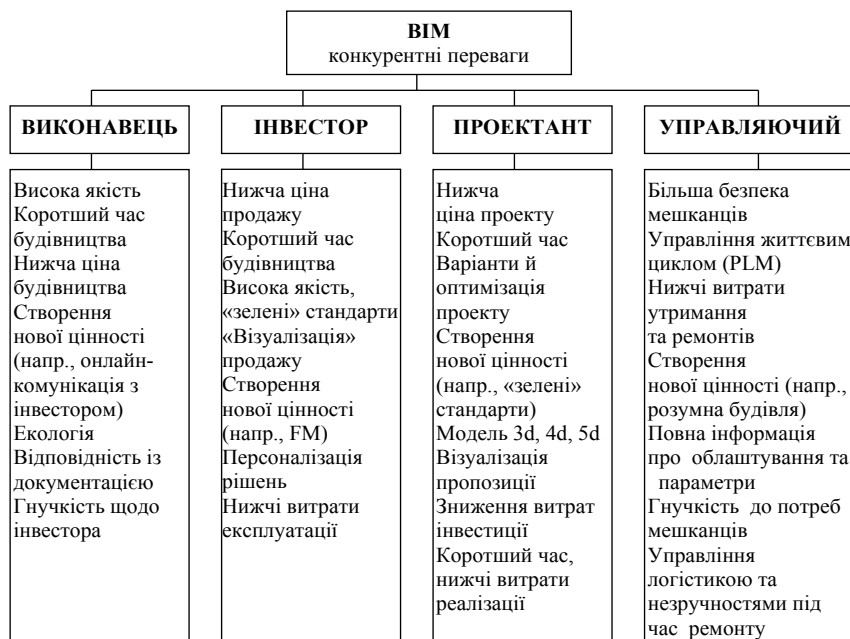 ВІМ
конкурентні переваги
ВИКОНАВЕЦЬ
Висока якість
Коротший час
будівництва
Нижча ціна
будівництва
Створення
нової цінності
(напр., онлайн-
комунікація з
інвестором)
Екологія
Відповідність із
документацією
Гнучкість щодо
інвестора
ІНВЕСТОР
Нижча ціна
продажу
Коротший час
будівництва
Висока якість,
«зелені» стандарти
«Візуалізація»
продажу
Створення
нової цінності
(напр., FM)
Персоналізація
рішень
Нижчі витрати
експлуатації
ПРОЕКТАНТ
Нижча
ціна проекту
Коротший час
Варіанти й
оптимізація
проекту
Створення
нової цінності
(напр., «зелені»
стандарти)
Модель 3d, 4d, 5d
Візуалізація
пропозиції
Зниження витрат
інвестиції
Коротший час,
нижчі витрати
реалізації
УПРАВЛЯЮЧИЙ
Більша безпека
мешканців
Управління життєвим
циклом (PLM)
Нижчі витрати
утримання
та ремонтів
Створення
нової цінності (напр.,
розумна будівля)
Повна інформація
про облаштування та
параметри
Гнучкість до потреб
мешканців
Управління
логістикою та
незручностями під
час ремонту